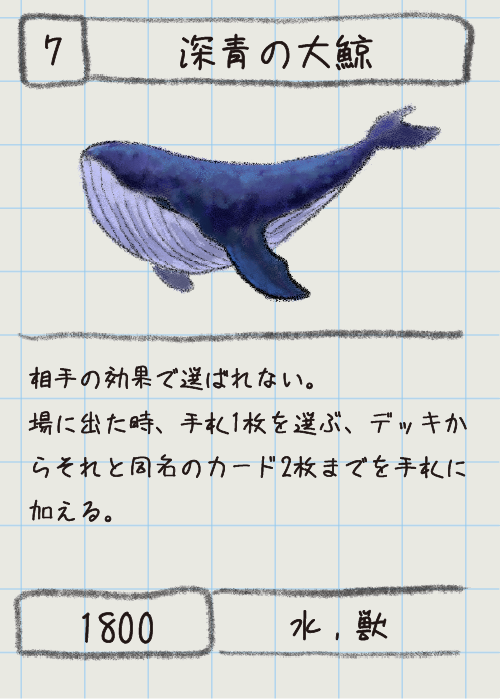 7
深青の大鯨
相手の効果で選ばれない。
場に出た時、手札1枚を選ぶ、デッキか
らそれと同名のカード2枚までを手札に
加える。
1800
水,獣